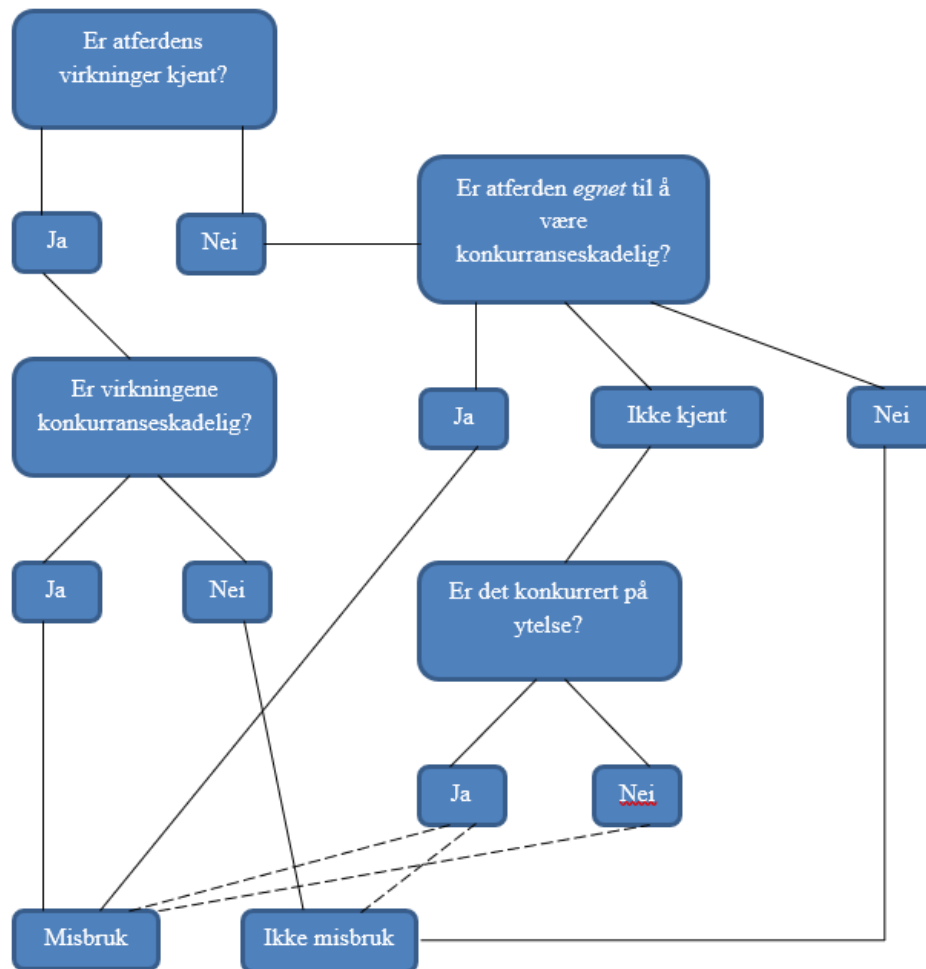 Er atferdens
virkninger kjent?
Er atferden egnet til å
være
konkurranseskadelig?
Ja
Nei
Er virkningene
konkurranseskadelig?
Ja
Ikke kjent
Nei
Ja
Nei
Er det konkurrert på
ytelse?
Ja
Nei
Misbruk
Ikke misbruk